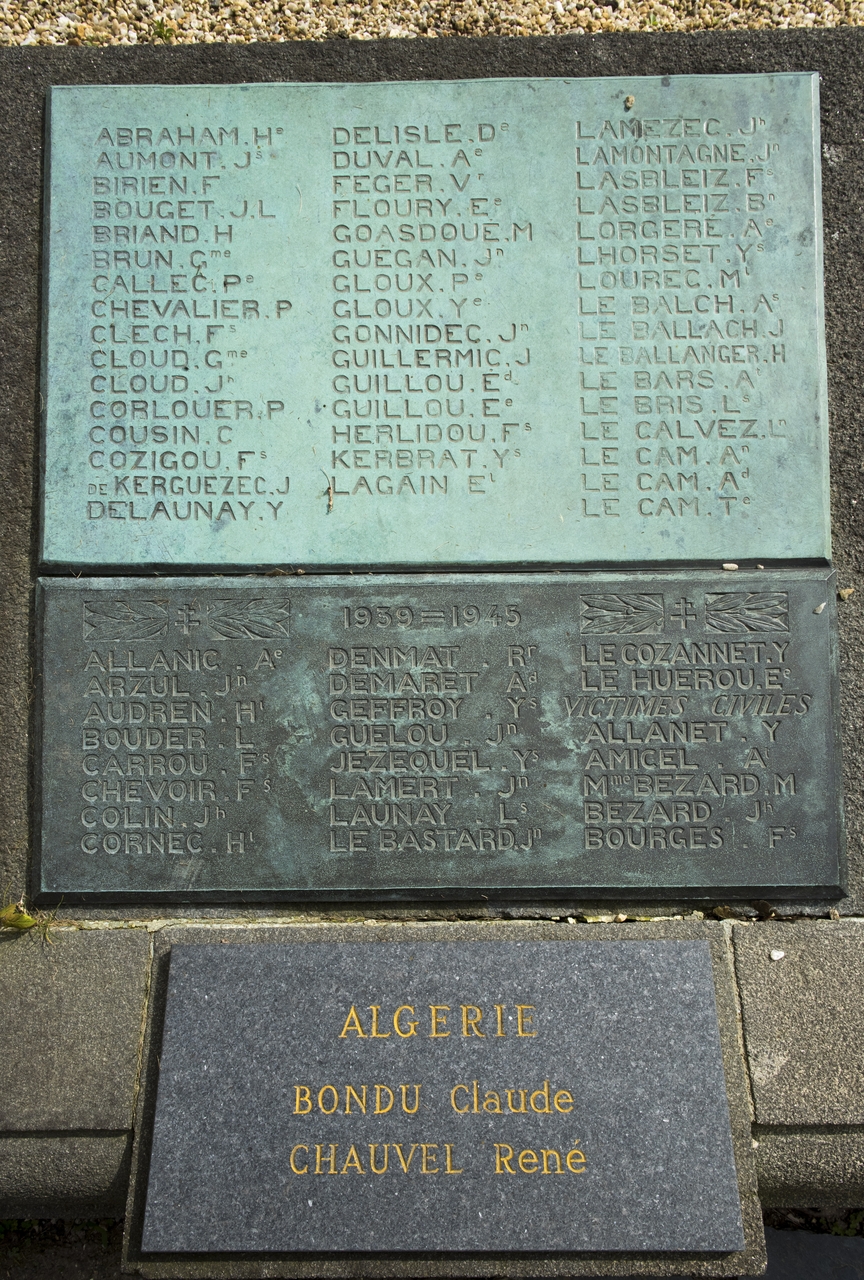 ABRAHAM.Hᵉ
AUMONT.Jˢ
BIRIEN.F
BOUGET.J.L
BRIAND.H
BRUN.Gᵐᵉ
CALLEC.Pᵉ
CHEVALIER.P
CLECH.Fˢ
CLOUD.Gᵐᵉ
CLOUD.Jʰ
CORLOUER.P
COUSIN.C
COZIGOU.Fˢ
DE KERGUEZEC.J
DELAUNAY.Y
DELISLE.Dᵉ
DUVAL.Aᵉ
FEGER.Vʳ
FLOURY.Eᵉ
GOASDOUE.M
GUEGAN.Jⁿ
GLOUX.Pᵉ
GLOUX.Yᵉ
GONNIDEC.Jⁿ
GUILLERMIC.J
GUILLOU.Eᵈ
GUILLOU.Eᵉ
HERLIDOU.Fˢ
KERBRAT.Yˢ
LAGAIN Eᵗ
LAMEZEC.Jʰ
LAMONTAGNE.Jⁿ
LASBLEIZ.Fˢ
LASBLEIZ.Bⁿ
LORGERE.Aᵉ
LHORSET.Yˢ
LOUREC.Mᵗ
LE BALCH.Aˢ
LE BALLACH.J
LE BALLANGER.H
LE BARS.Aᵗ
LE BRIS.Lˢ
LE CALVEZ.Lⁿ
LE CAM.Aⁿ
LE CAM.Aᵈ
LE CAM.Tᵉ
1939=1945
ALLANIC.Aᵉ
ARZUL.Jⁿ
AUDREN.Hᵗ
BOUDER.L
CARROU.Fˢ
CHEVOIR.Fˢ
COLIN.Jʰ
CORNEC.Hᵗ
DENMAT.Rʳ
DEMARET Aᵈ
GEFFROY.Yˢ
GUELOU.Jⁿ
JEZEQUEL.Yˢ
LAMERT.Jⁿ
LAUNAY.Lˢ
LE BASTARD.Jⁿ
LE COZANNET.Y
LE HUEROU.Eᵉ
VICTIMES CIVILES
ALLANET.Y
AMICEL.Aᵗ
Mᵐᵉ BEZARD.M
BEZARD.Jʰ
BOURGES.Fˢ
ALGERIE
BONDU Claude
CHAUVEL René